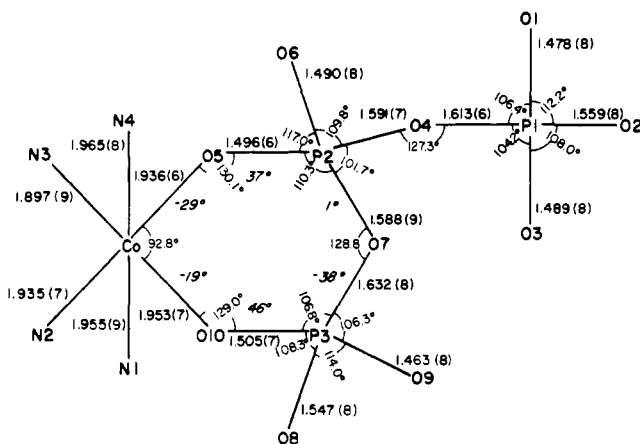 O1
O6
1.478 (8)
1.490 (8)
106.4°
112.2°
N4
1.591(7)
O4
1.613(6)
P1
1.559(8)
O2
117.0°
109.8°
N3
1.965(8)
O5
1.496(6)
P2
127.3°
104.2°
108.0°
1.936(6)
130.1°
37°
110.3°
101.7°
1.897 (9)
-29°
1°
1.588(9)
1.489(8)
O3
Co
92.8°
128.8
O7
-19°
-38°
1.632 (8)
1.935(7)
1.953(7)
129.0°
46°
106.8°
106.3°
N2
1.955(9)
O10
1.505(7)
P3
108.3°
114.0°
1.463 (8)
N1
O9
1.547 (8)
O8